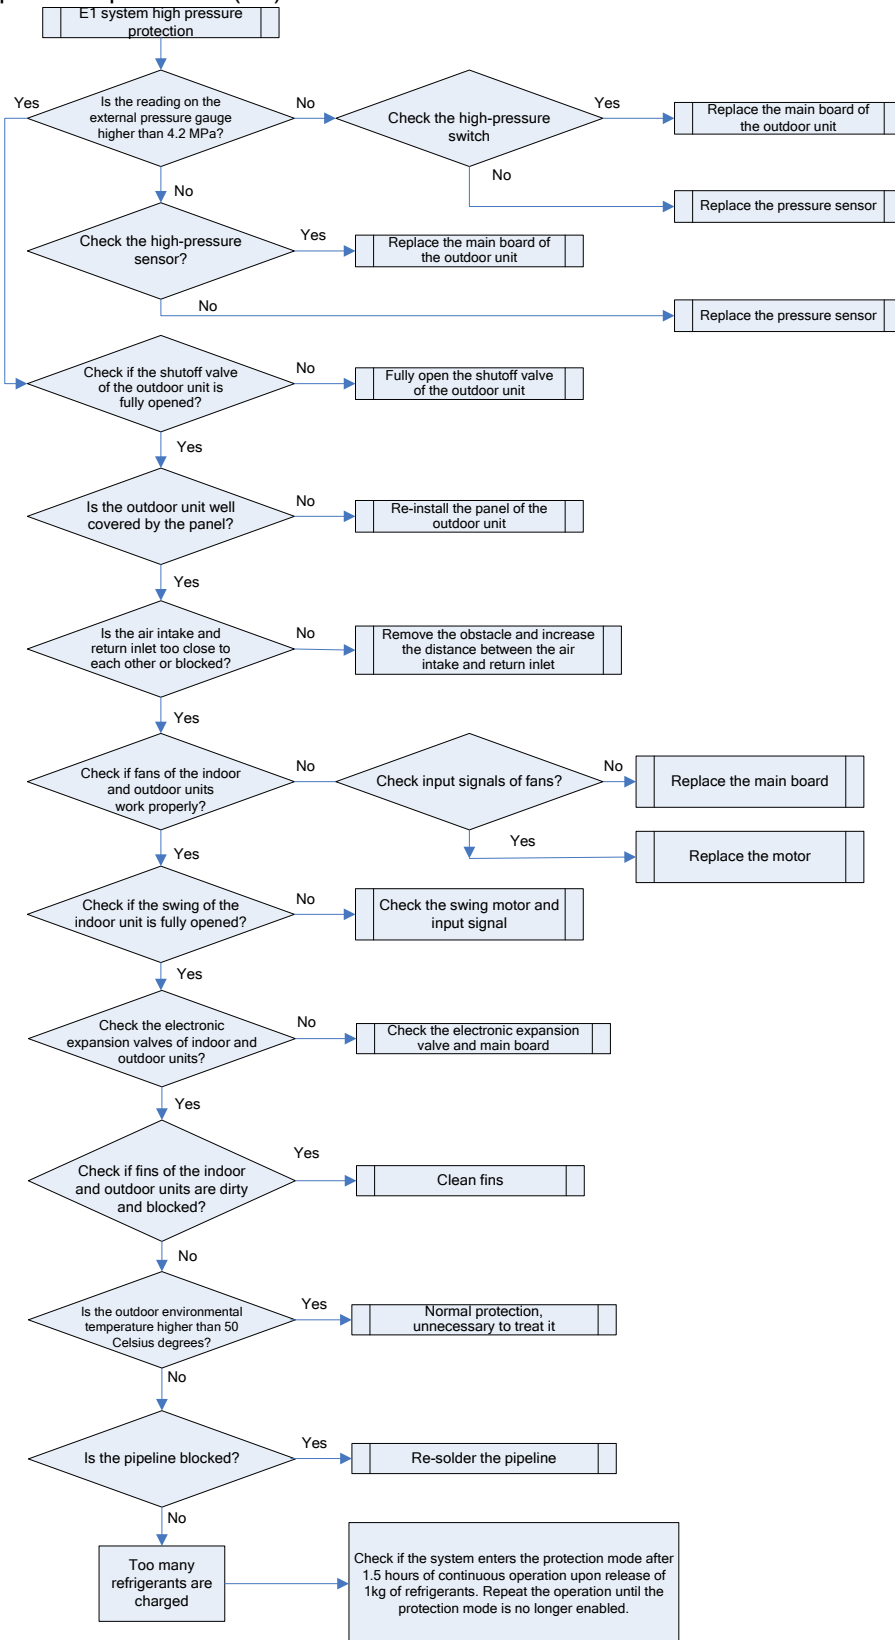 E1 system high pressure
protection
Yes
Is the reading on the
external pressure gauge
higher than 4.2 MPa?
No
Check the high-pressure
switch
Yes
Replace the main board of
the outdoor unit
No
Replace the pressure sensor
No
Check the high-pressure
sensor?
Yes
Replace the main board of
the outdoor unit
No
Replace the pressure sensor
Check if the shutoff valve
of the outdoor unit is
fully opened?
No
Fully open the shutoff valve
of the outdoor unit
Yes
Is the outdoor unit well
covered by the panel?
No
Re-install the panel of the
outdoor unit
Yes
Is the air intake and
return inlet too close to
each other or blocked?
No
Remove the obstacle and increase
the distance between the air
intake and return inlet
Yes
Check if fans of the indoor
and outdoor units
work properly?
No
Check input signals of fans?
No
Replace the main board
Yes
Replace the motor
Yes
Check if the swing of the
indoor unit is fully opened?
No
Check the swing motor and
input signal
Yes
Check the electronic
expansion valves of indoor and
outdoor units?
No
Check the electronic expansion
valve and main board
Yes
Check if fins of the indoor
and outdoor units are dirty
and blocked?
Yes
Clean fins
No
Is the outdoor environmental
temperature higher than 50
Celsius degrees?
Yes
Normal protection,
unnecessary to treat it
No
Is the pipeline blocked?
Yes
Re-solder the pipeline
No
Too many
refrigerants are
charged
Check if the system enters the protection mode after
1.5 hours of continuous operation upon release of
1kg of refrigerants. Repeat the operation until the
protection mode is no longer enabled.